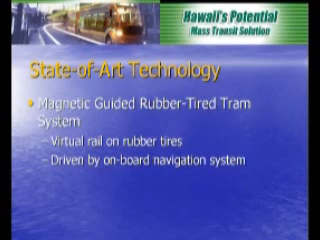 Hawaii's Potential
Mass Transit Solution
State-of-Art Technology
• Magnetic Guided Rubber-Tired Tram
System
– Virtual rail on rubber tires
– Driven by on-board navigation system